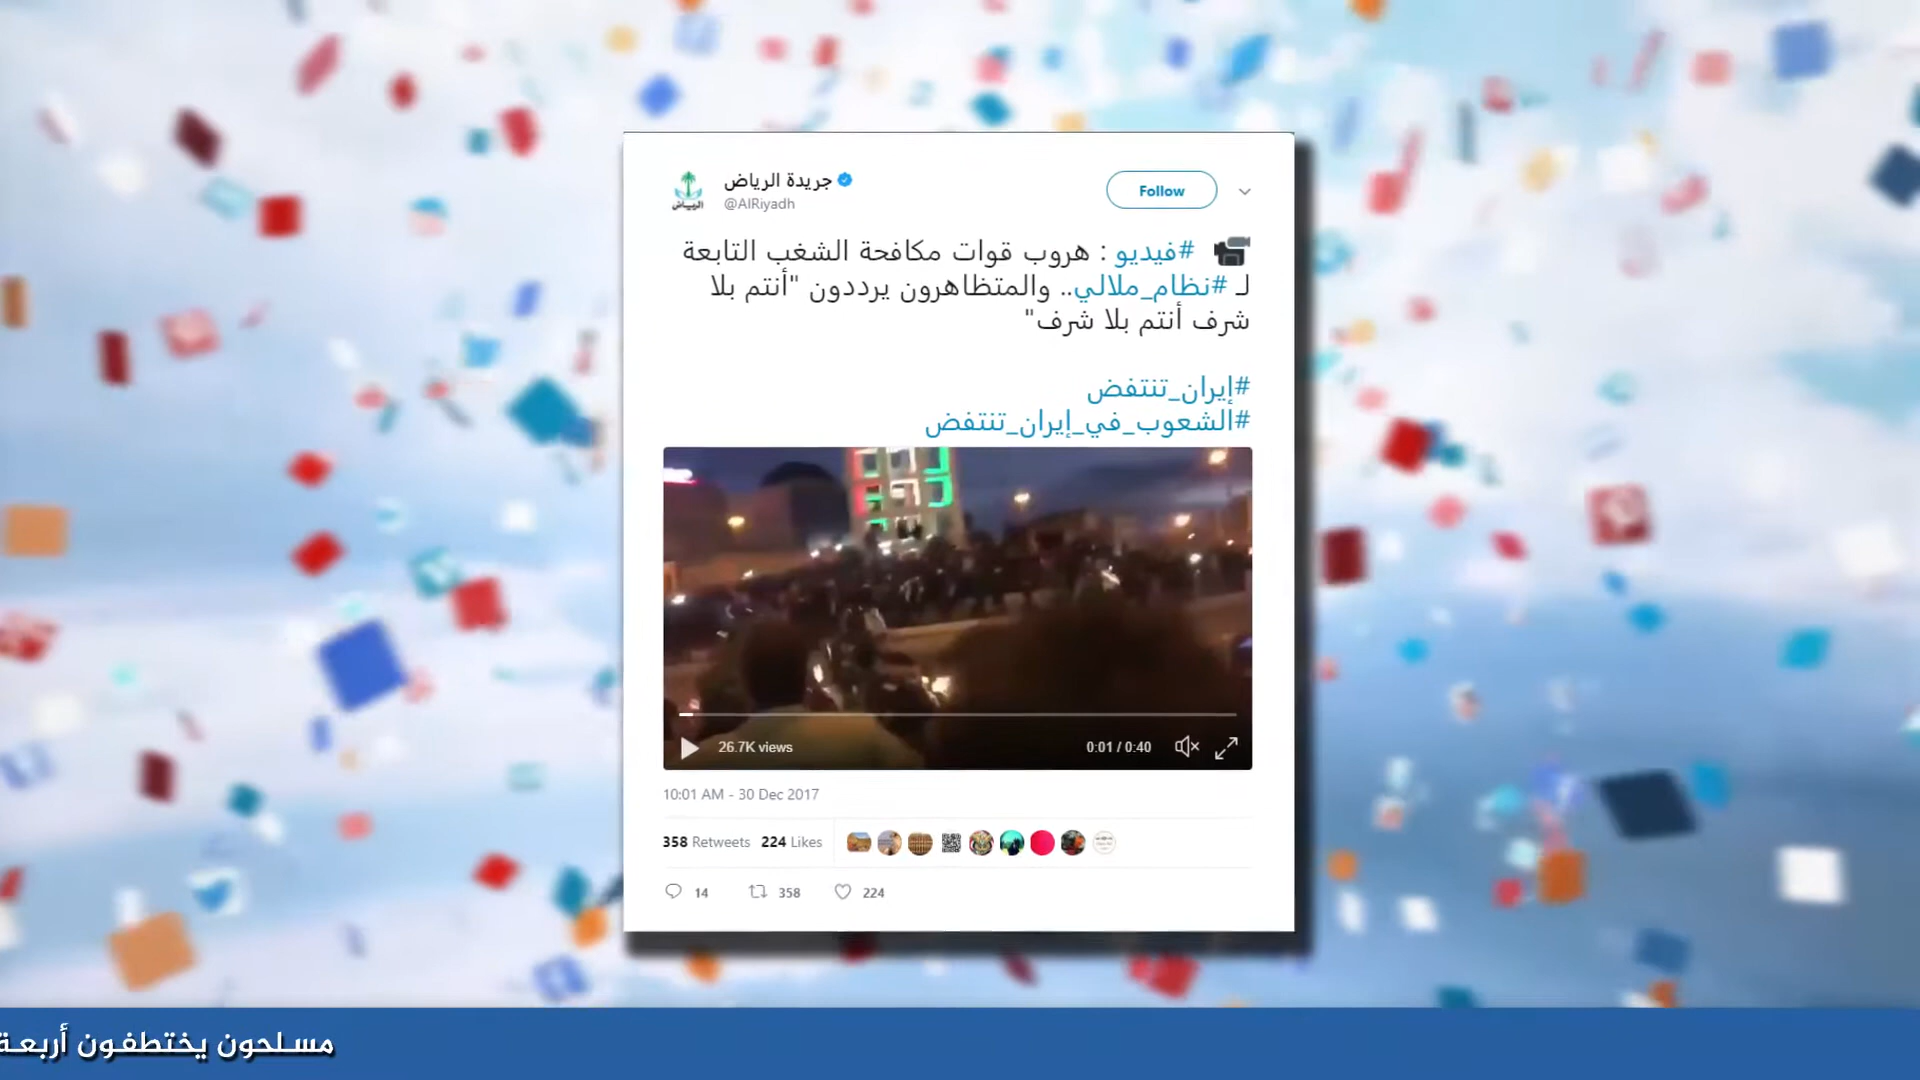 جريدة الرياض
@AlRiyadh
Follow
#فيديو : هروب قوات مكافحة الشغب التابعة
لـ #نظام_ملالي.. والمتظاهرون يرددون "أنتم بلا
شرف أنتم بلا شرف"
#إيران_تنتفض
#الشعوب_في_إيران_تنتفض
26.7K views
0:01 / 0:40
10:01 AM - 30 Dec 2017
358 Retweets 224 Likes
14 358 224
مسلحون يختطفون أربعة